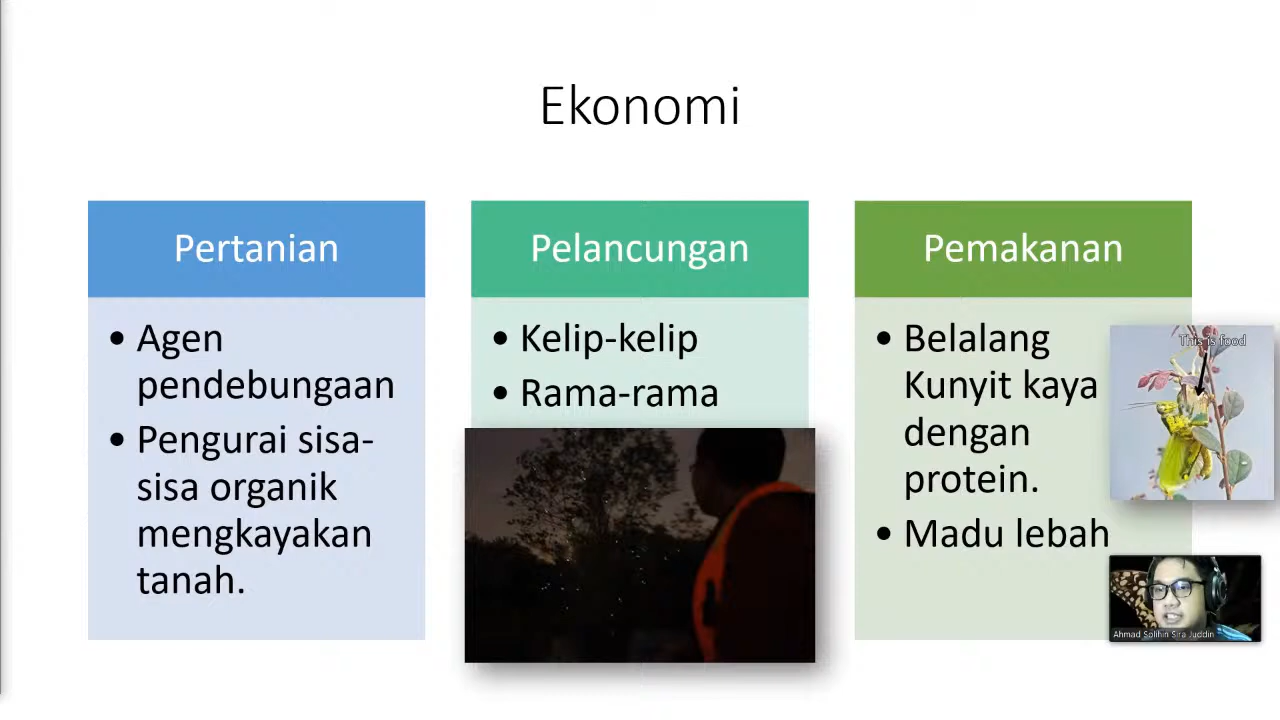 Ekonomi
Pertanian
• Agen
pendebungaan
• Pengurai sisa-
sisa organik
mengkayakan
tanah.
Pelancungan
• Kelip-kelip
• Rama-rama
Pemakanan
• Belalang
Kunyit kaya
dengan
protein.
• Madu lebah
This is food
Ahmad Solihin Sira Juddin